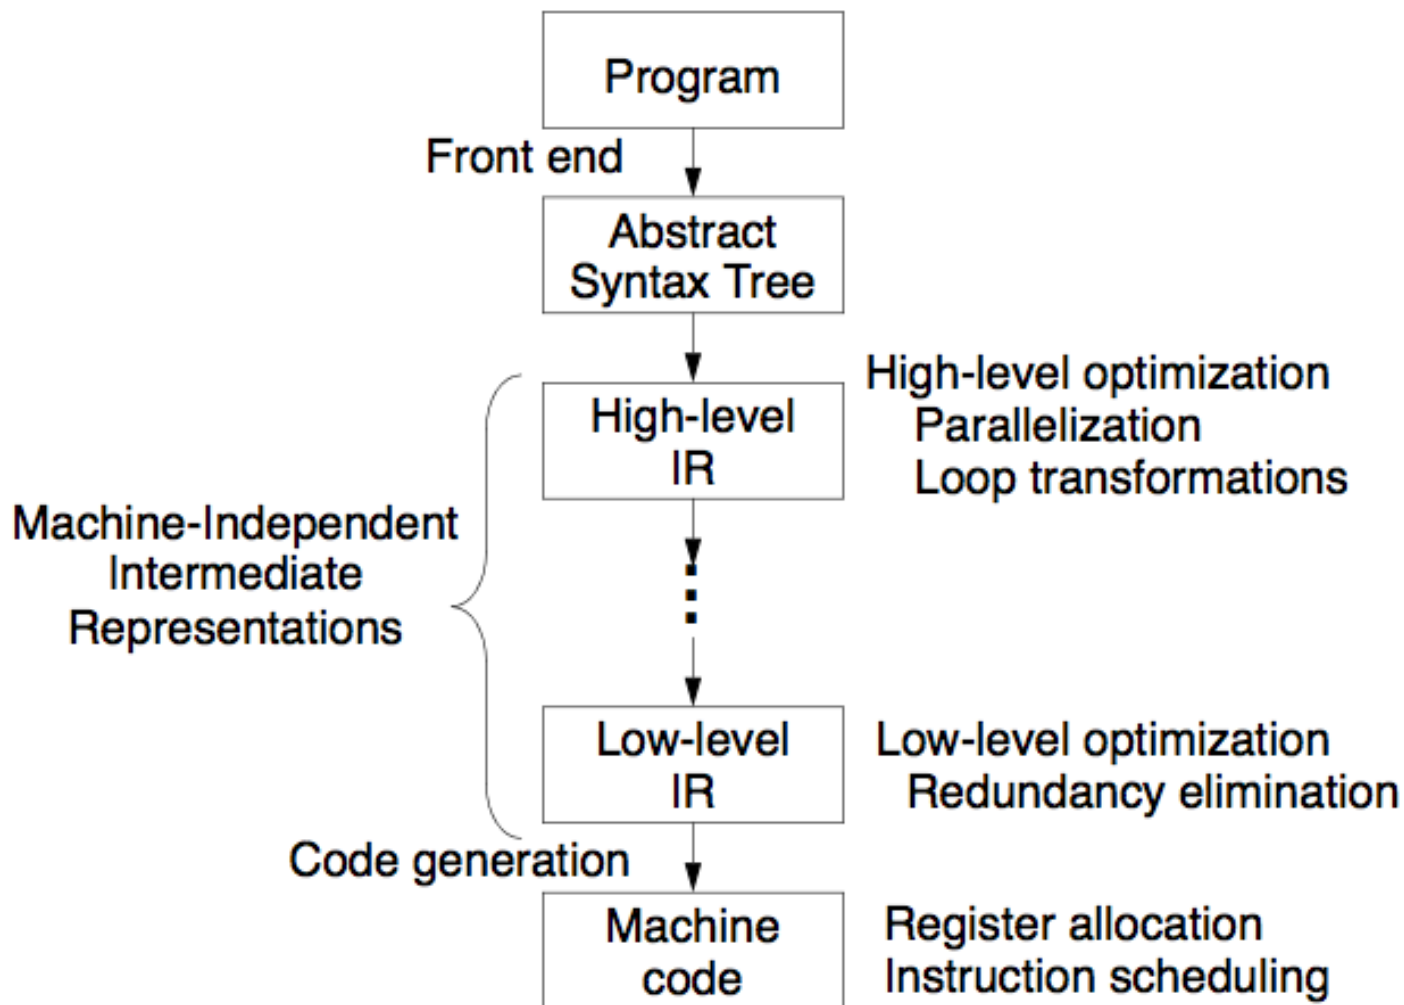 Program
Front end
Abstract
Syntax Tree
High-level optimization
Parallelization
Loop transformations
High-level
IR
Machine-Independent
Intermediate
Representations
Low-level
IR
Low-level optimization
Redundancy elimination
Code generation
Machine
code
Register allocation
Instruction scheduling